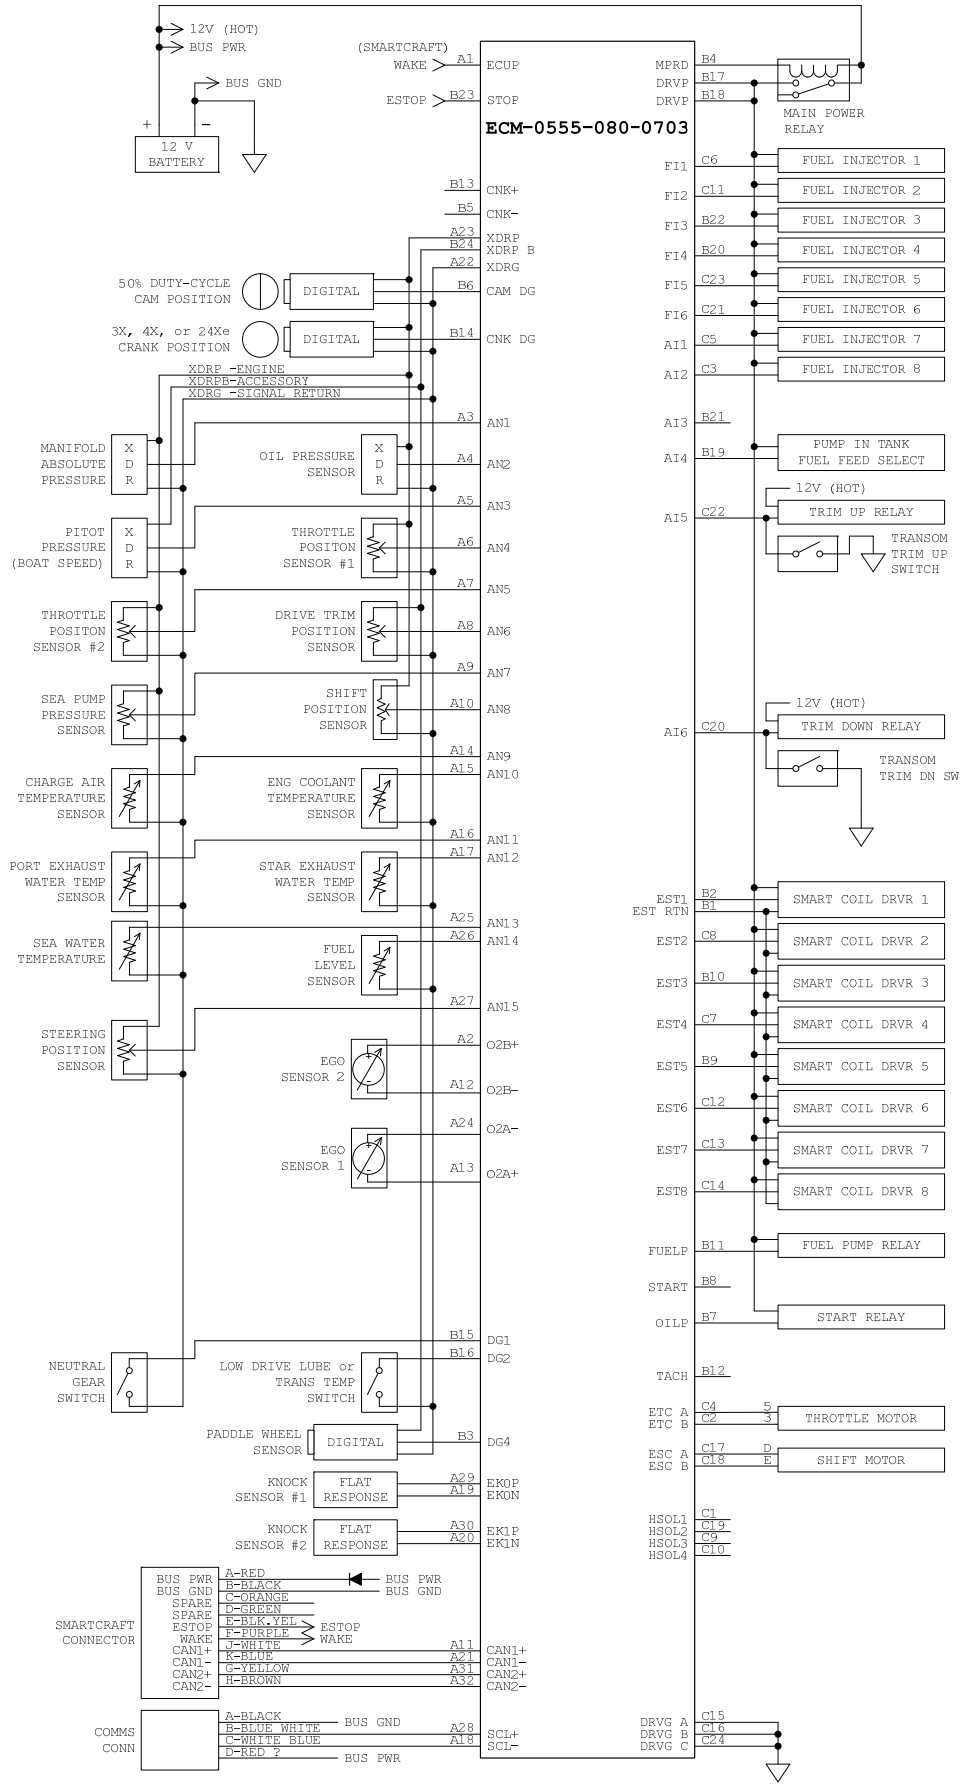 12V (HOT)
BUS PWR
BUS GND
+
−
12 V
BATTERY
(SMARTCRAFT)
WAKE
A1
ECUP
ESTOP
B23
STOP
ECM-0555-080-0703
MPRD
B4
DRVP
B17
DRVP
B18
MAIN POWER
RELAY
FI1
C6
FUEL INJECTOR 1
FI2
C11
FUEL INJECTOR 2
FI3
B22
FUEL INJECTOR 3
FI4
B20
FUEL INJECTOR 4
FI5
C23
FUEL INJECTOR 5
FI6
C21
FUEL INJECTOR 6
AI1
C5
FUEL INJECTOR 7
AI2
C3
FUEL INJECTOR 8
AI3
B21
AI4
B19
PUMP IN TANK
FUEL FEED SELECT
12V (HOT)
AI5
C22
TRIM UP RELAY
TRANSOM
TRIM UP
SWITCH
12V (HOT)
AI6
C20
TRIM DOWN RELAY
TRANSOM
TRIM DN SW
B13
CNK+
B5
CNK-
A23
XDRP
B24
XDRP B
A22
XDRG
50% DUTY-CYCLE
CAM POSITION
DIGITAL
B6
CAM DG
3X, 4X, or 24Xe
CRANK POSITION
DIGITAL
B14
CNK DG
XDRP -ENGINE
XDRPB-ACCESSORY
XDRG -SIGNAL RETURN
MANIFOLD
ABSOLUTE
PRESSURE
X
D
R
A3
AN1
OIL PRESSURE
SENSOR
X
D
R
A4
AN2
PITOT
PRESSURE
(BOAT SPEED)
X
D
R
A5
AN3
THROTTLE
POSITON
SENSOR #1
A6
AN4
THROTTLE
POSITON
SENSOR #2
A7
AN5
DRIVE TRIM
POSITION
SENSOR
A8
AN6
SEA PUMP
PRESSURE
SENSOR
A9
AN7
SHIFT
POSITION
SENSOR
A10
AN8
CHARGE AIR
TEMPERATURE
SENSOR
A14
AN9
ENG COOLANT
TEMPERATURE
SENSOR
A15
AN10
PORT EXHAUST
WATER TEMP
SENSOR
A16
AN11
STAR EXHAUST
WATER TEMP
SENSOR
A17
AN12
SEA WATER
TEMPERATURE
A25
AN13
FUEL
LEVEL
SENSOR
A26
AN14
STEERING
POSITION
SENSOR
A27
AN15
EGO
SENSOR 2
+
-
A2
O2B+
A12
O2B-
EGO
SENSOR 1
+
-
A24
O2A-
A13
O2A+
EST1
B2
SMART COIL DRVR 1
EST RTN
B1
EST2
C8
SMART COIL DRVR 2
EST3
B10
SMART COIL DRVR 3
EST4
C7
SMART COIL DRVR 4
EST5
B9
SMART COIL DRVR 5
EST6
C12
SMART COIL DRVR 6
EST7
C13
SMART COIL DRVR 7
EST8
C14
SMART COIL DRVR 8
FUELP
B11
FUEL PUMP RELAY
START
B8
OILP
B7
START RELAY
TACH
B12
ETC A
C4
5
ETC B
C2
3
THROTTLE MOTOR
ESC A
C17
D
ESC B
C18
E
SHIFT MOTOR
HSOL1
C1
HSOL2
C19
HSOL3
C9
HSOL4
C10
NEUTRAL
GEAR
SWITCH
B15
DG1
LOW DRIVE LUBE or
TRANS TEMP
SWITCH
B16
DG2
PADDLE WHEEL
SENSOR
DIGITAL
B3
DG4
KNOCK
SENSOR #1
FLAT
RESPONSE
A29
EK0P
A19
EK0N
KNOCK
SENSOR #2
FLAT
RESPONSE
A30
EK1P
A20
EK1N
SMARTCRAFT
CONNECTOR
BUS PWR
A-RED
BUS PWR
BUS GND
B-BLACK
BUS GND
SPARE
C-ORANGE
SPARE
D-GREEN
ESTOP
E-BLK.YEL
ESTOP
WAKE
F-PURPLE
WAKE
CAN1+
J-WHITE
A11
CAN1+
CAN1-
K-BLUE
A21
CAN1-
CAN2+
G-YELLOW
A31
CAN2+
CAN2-
H-BROWN
A32
CAN2-
COMMS
CONN
A-BLACK
BUS GND
B-BLUE WHITE
A28
SCL+
C-WHITE BLUE
A18
SCL-
D-RED ?
BUS PWR
DRVG A
C15
DRVG B
C16
DRVG C
C24